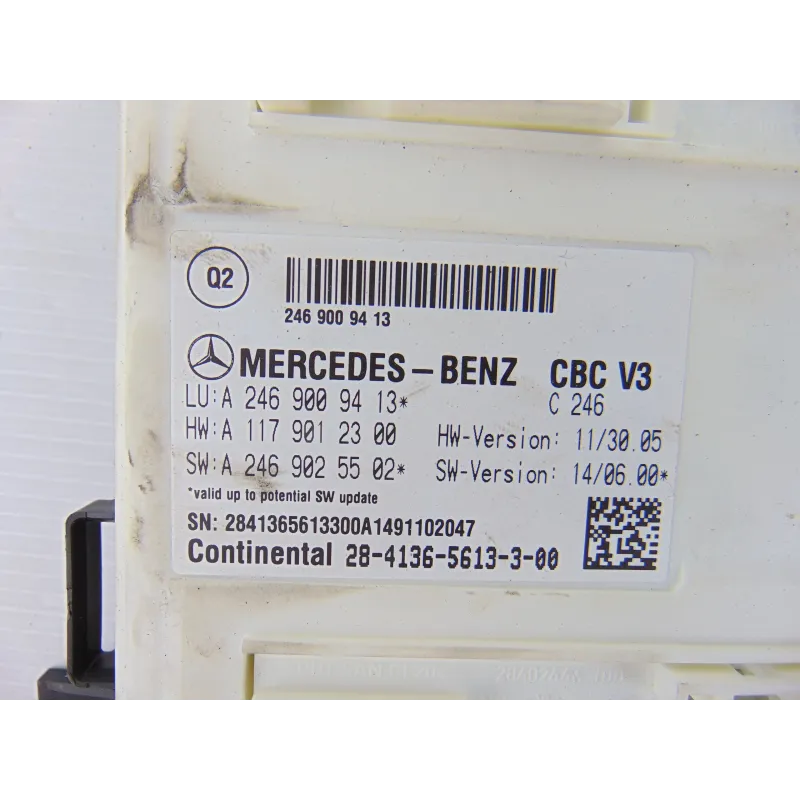 Q2
246 900 94 13
MERCEDES-BENZ CBC V3
LU: A 246 900 94 13* C 246
HW: A 117 901 23 00 HW-Version: 11/30.05
SW: A 246 902 55 02* SW-Version: 14/06.00*
*valid up to potential SW update
SN: 2841365613300A1491102047
Continental 28-4136-5613-3-00